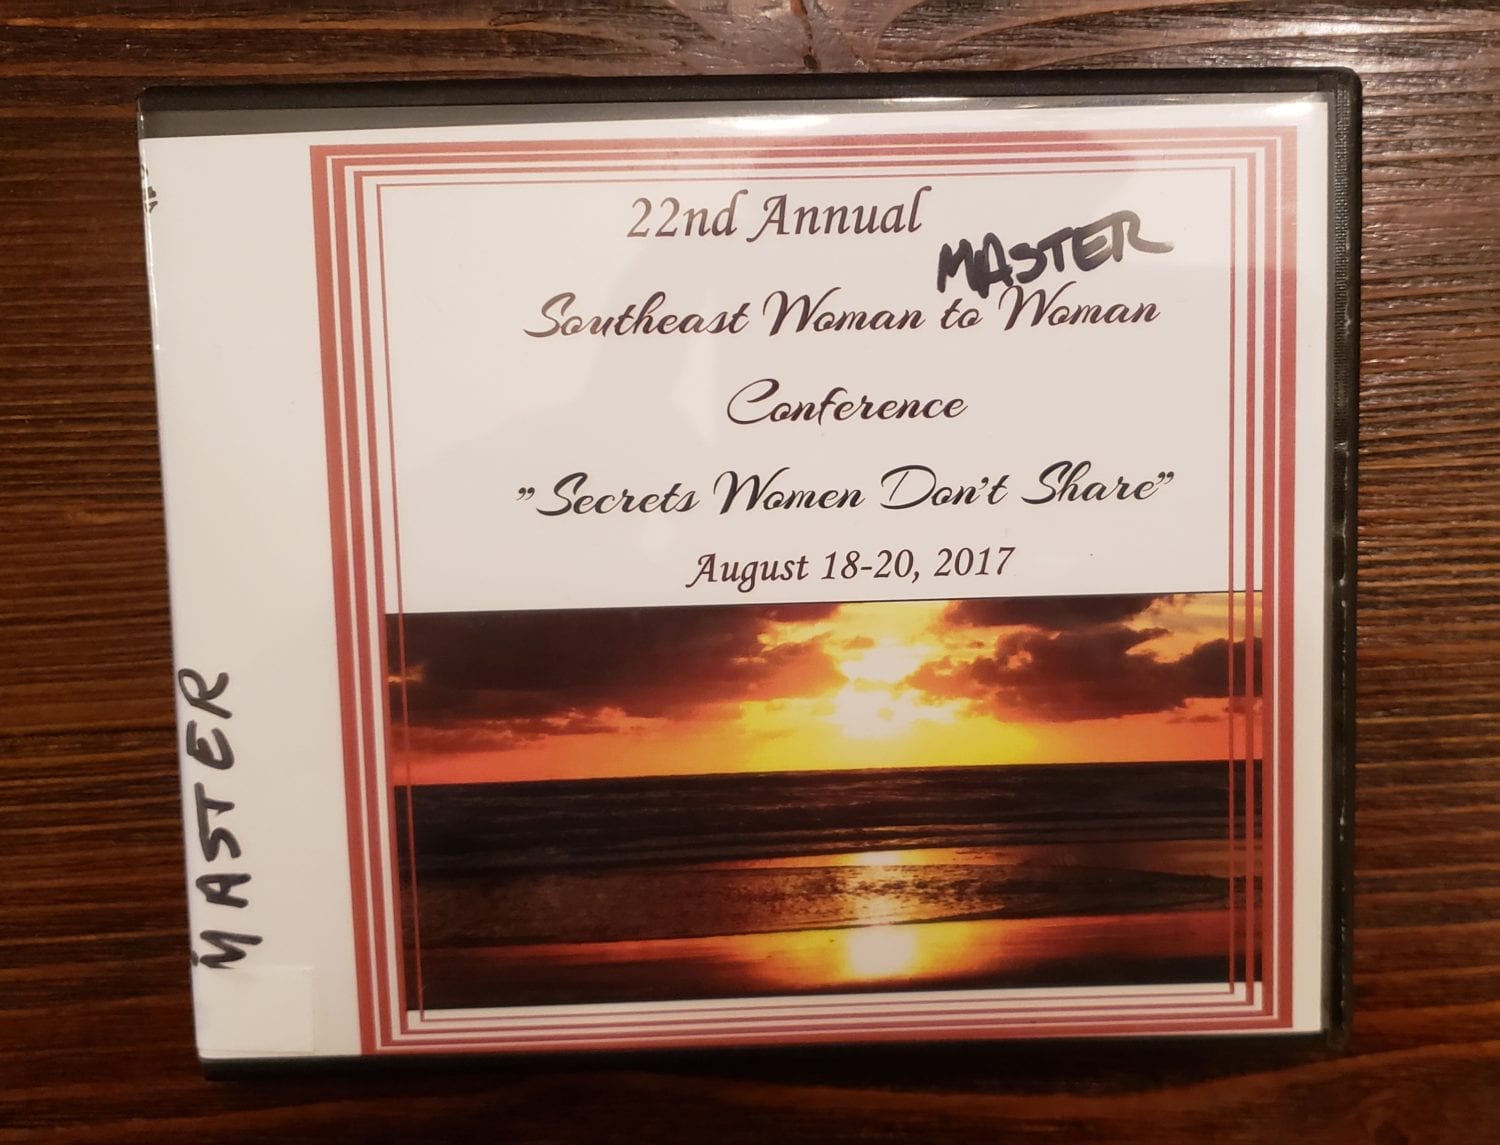 22nd Annual
MASTER
Southeast Woman to Woman
Conference
”Secrets Women Don’t Share”
August 18-20, 2017
MASTER